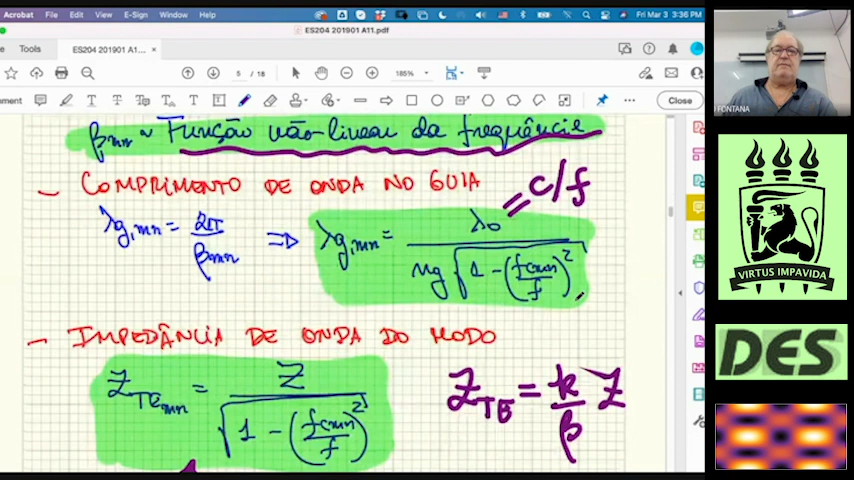 Acrobat File Edit View E-Sign Window Help Fri Mar 3 3:36 PM
ES204 201901 A11.pdf
Tools ES204 201901 A1... ×
5 / 18 185%
mment Close
βmn ~ Função não-linear da frequência
– COMPRIMENTO DE ONDA NO GUIA = c/f
λg,mn = 2π/βmn ⇒ λg,mn = λ0 / (ng √(1 − (fcmn/f)²))
– IMPEDÂNCIA DE ONDA DO MODO
ZTEmn = Z / √(1 − (fcmn/f)²) ZTE = k/β Z
FONTANA
VIRTUS IMPAVIDA
DES